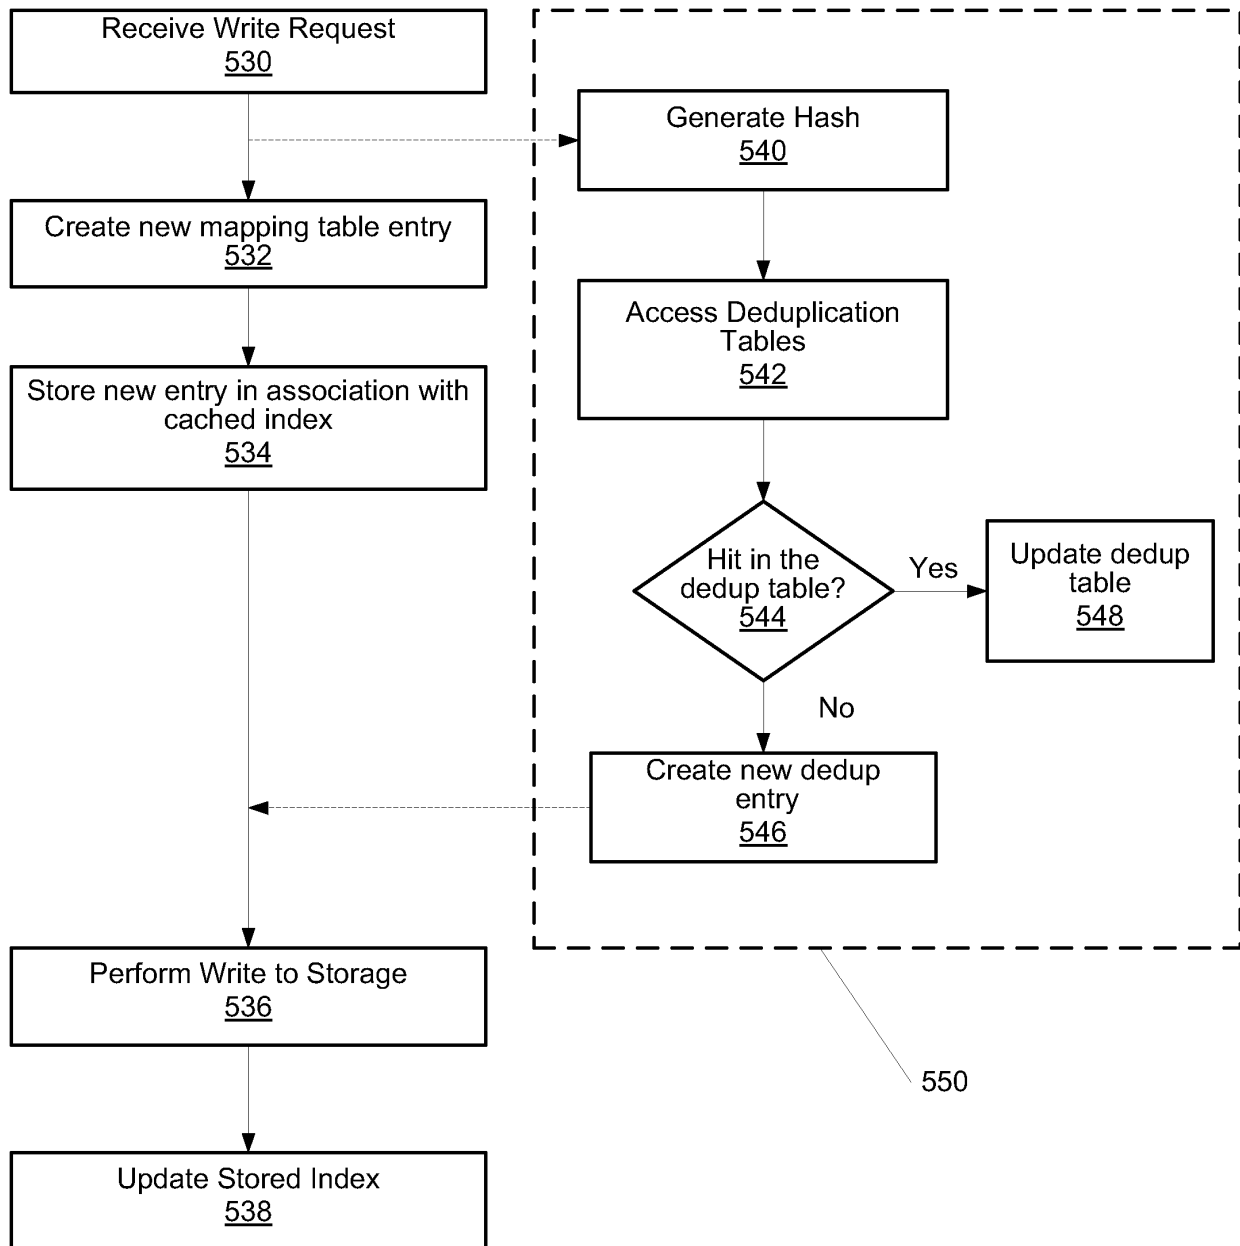 Receive Write Request
530
Create new mapping table entry
532
Store new entry in association with
cached index
534
Generate Hash
540
Access Deduplication
Tables
542
Hit in the
dedup table?
544
Yes
Update dedup
table
548
No
Create new dedup
entry
546
Perform Write to Storage
536
550
Update Stored Index
538